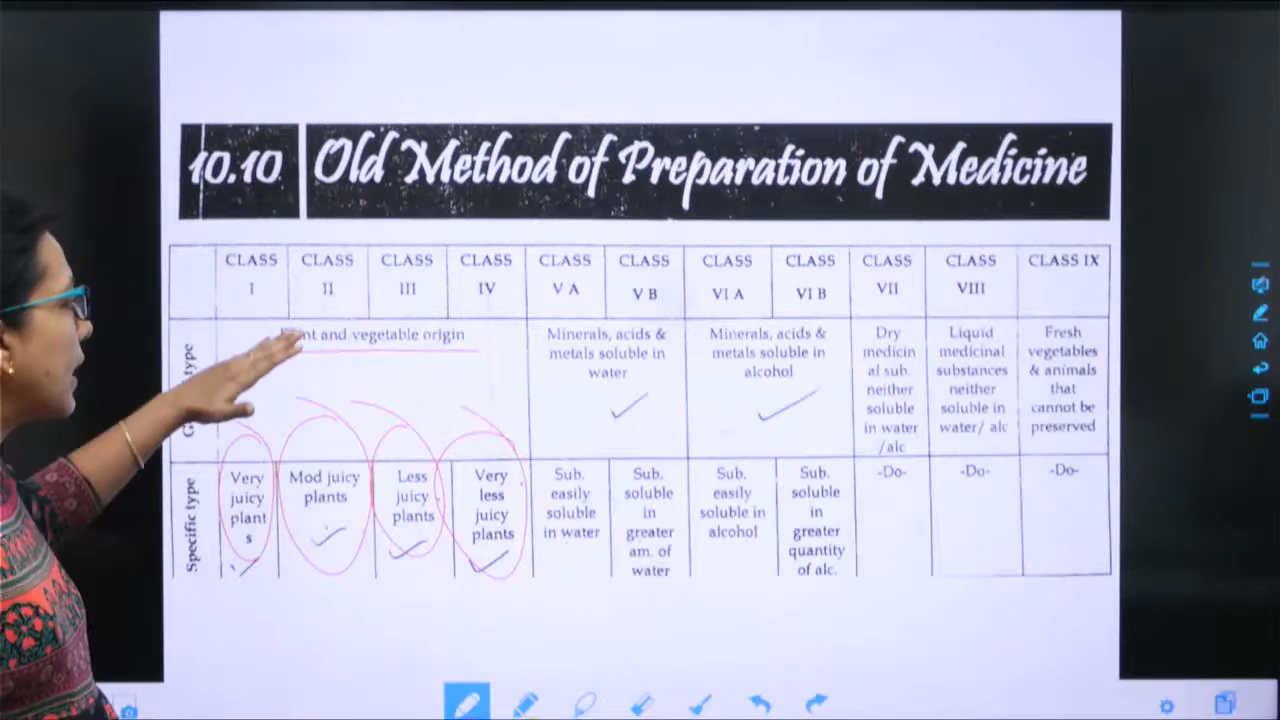 10.10 Old Method of Preparation of Medicine
CLASS I
CLASS II
CLASS III
CLASS IV
CLASS V A
CLASS V B
CLASS VI A
CLASS VI B
CLASS VII
CLASS VIII
CLASS IX
and vegetable origin
Minerals, acids &
metals soluble in
water
Minerals, acids &
metals soluble in
alcohol
Dry
medicin
al sub.
neither
soluble
in water
/alc
Liquid
medicinal
substances
neither
soluble in
water/ alc
Fresh
vegetables
& animals
that
cannot be
preserved
Specific type
Very
juicy
plant
s
Mod juicy
plants
Less
juicy
plants
Very
less
juicy
plants
Sub.
easily
soluble
in water
Sub.
soluble
in
greater
am. of
water
Sub.
easily
soluble in
alcohol
Sub.
soluble
in
greater
quantity
of alc.
-Do-
-Do-
-Do-